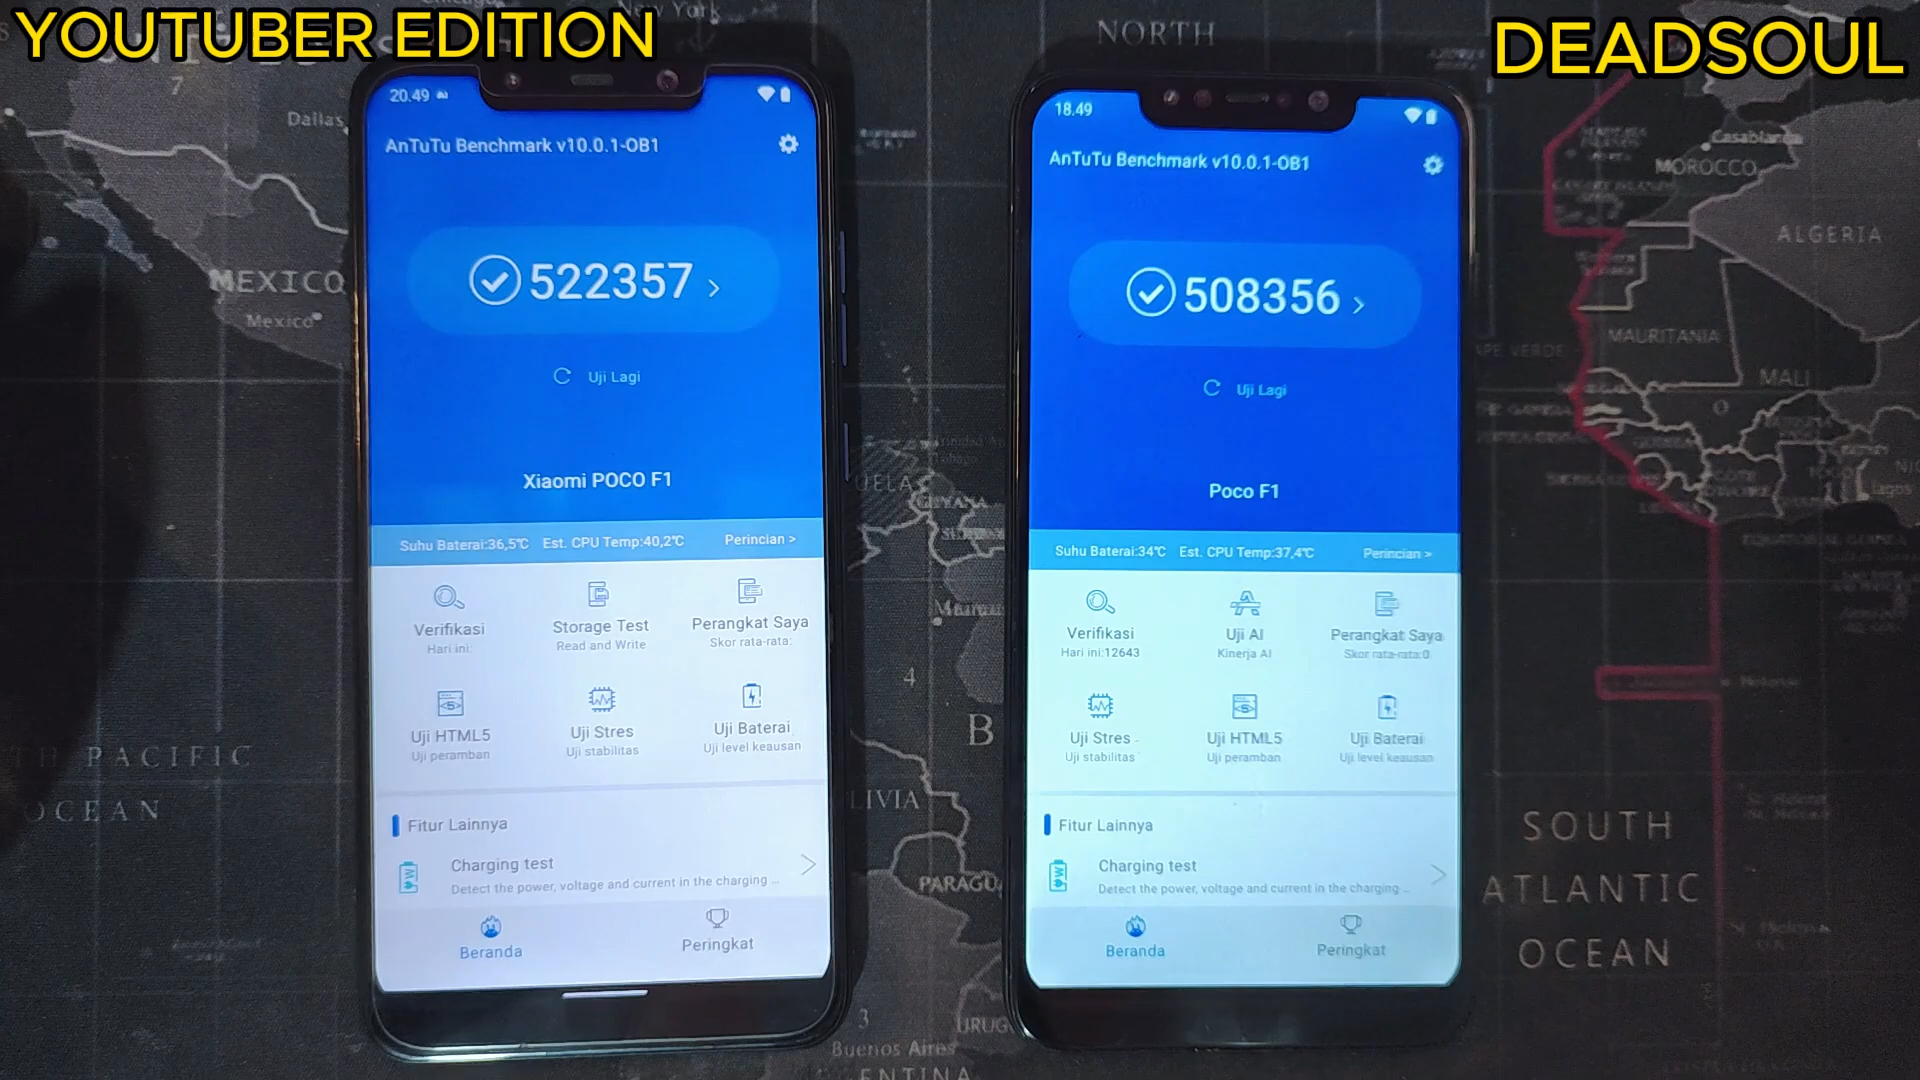 YOUTUBER EDITION
DEADSOUL
20.49
AnTuTu Benchmark v10.0.1-OB1
522357 >
Uji Lagi
Xiaomi POCO F1
Suhu Baterai:36,5℃ Est. CPU Temp:40,2℃ Perincian >
Verifikasi
Hari ini:
Storage Test
Read and Write
Perangkat Saya
Skor rata-rata:
Uji HTML5
Uji peramban
Uji Stres
Uji stabilitas
Uji Baterai
Uji level keausan
Fitur Lainnya
Charging test
Detect the power, voltage and current in the charging ...
Beranda
Peringkat
18.49
AnTuTu Benchmark v10.0.1-OB1
508356 >
Uji Lagi
Poco F1
Suhu Baterai:34℃ Est. CPU Temp:37,4℃ Perincian >
Verifikasi
Hari ini:12643
Uji AI
Kinerja AI
Perangkat Saya
Skor rata-rata:0
Uji Stres
Uji stabilitas
Uji HTML5
Uji peramban
Uji Baterai
Uji level keausan
Fitur Lainnya
Charging test
Detect the power, voltage and current in the charging ...
Beranda
Peringkat
New York
7
Dallas
MEXICO
Mexico
PACIFIC
OCEAN
NORTH
Casablanca
MOROCCO
ALGERIA
MAURITANIA
MALI
4
B
3
Buenos Aires
SOUTH
ATLANTIC
OCEAN